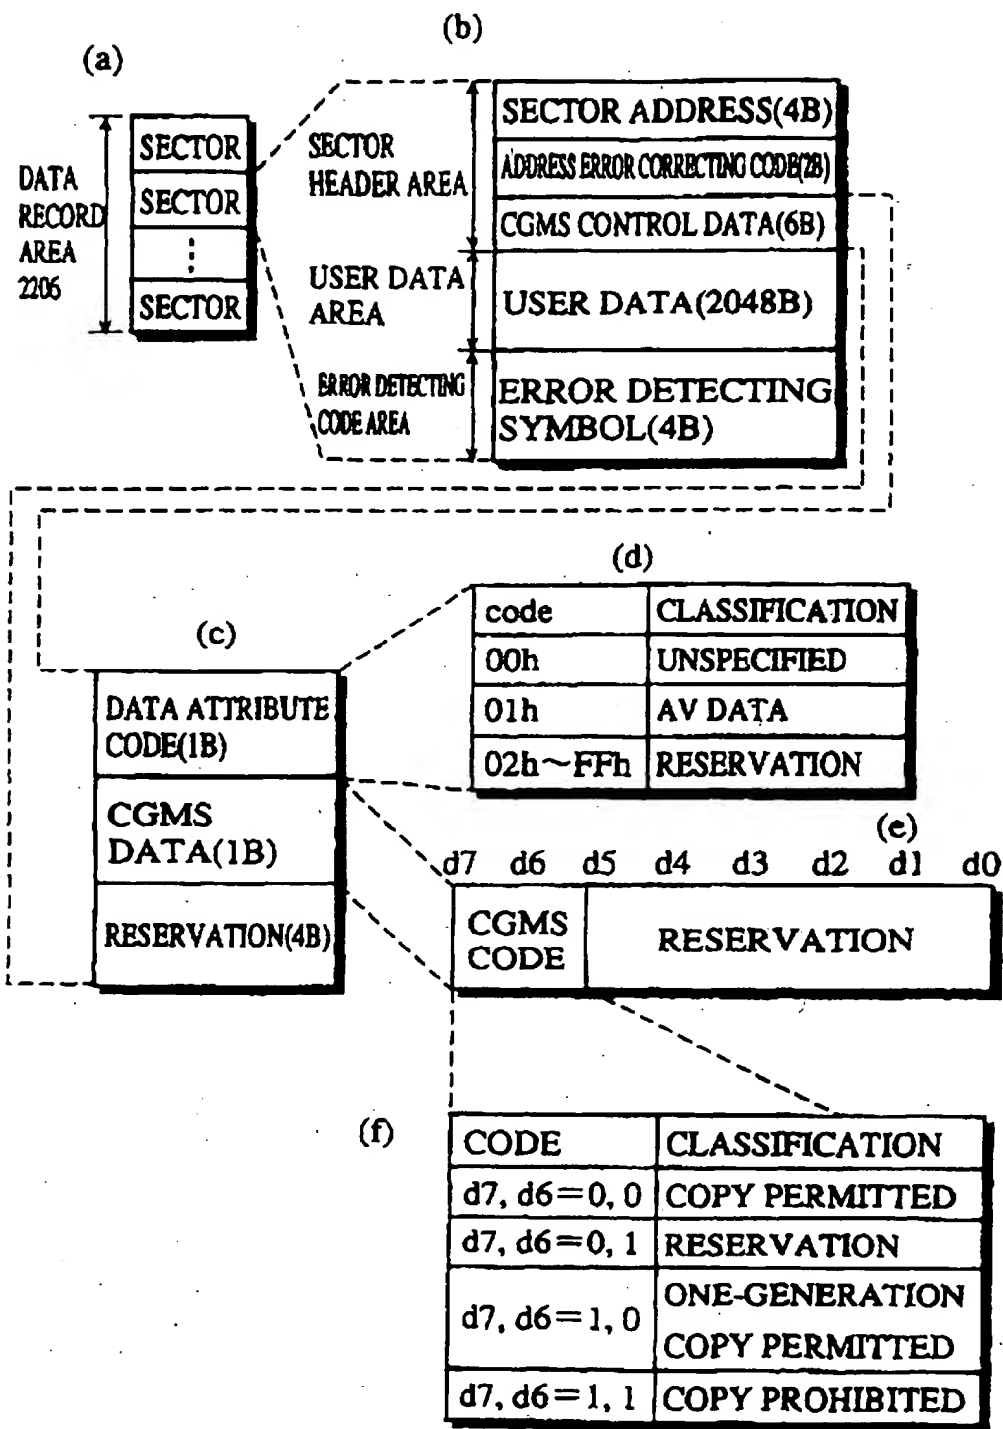 (a)
(b)
DATA
RECORD
AREA
2206
SECTOR
SECTOR
SECTOR
SECTOR
HEADER AREA
USER DATA
AREA
ERROR DETECTING
CODE AREA
SECTOR ADDRESS(4B)
ADDRESS ERROR CORRECTING CODE(2B)
CGMS CONTROL DATA(6B)
USER DATA(2048B)
ERROR DETECTING
SYMBOL(4B)
(c)
DATA ATTRIBUTE
CODE(1B)
CGMS
DATA(1B)
RESERVATION(4B)
(d)
code CLASSIFICATION
00h UNSPECIFIED
01h AV DATA
02h~FFh RESERVATION
(e)
d7 d6 d5 d4 d3 d2 d1 d0
CGMS
CODE
RESERVATION
(f)
CODE CLASSIFICATION
d7, d6=0, 0 COPY PERMITTED
d7, d6=0, 1 RESERVATION
d7, d6=1, 0 ONE-GENERATION
COPY PERMITTED
d7, d6=1, 1 COPY PROHIBITED